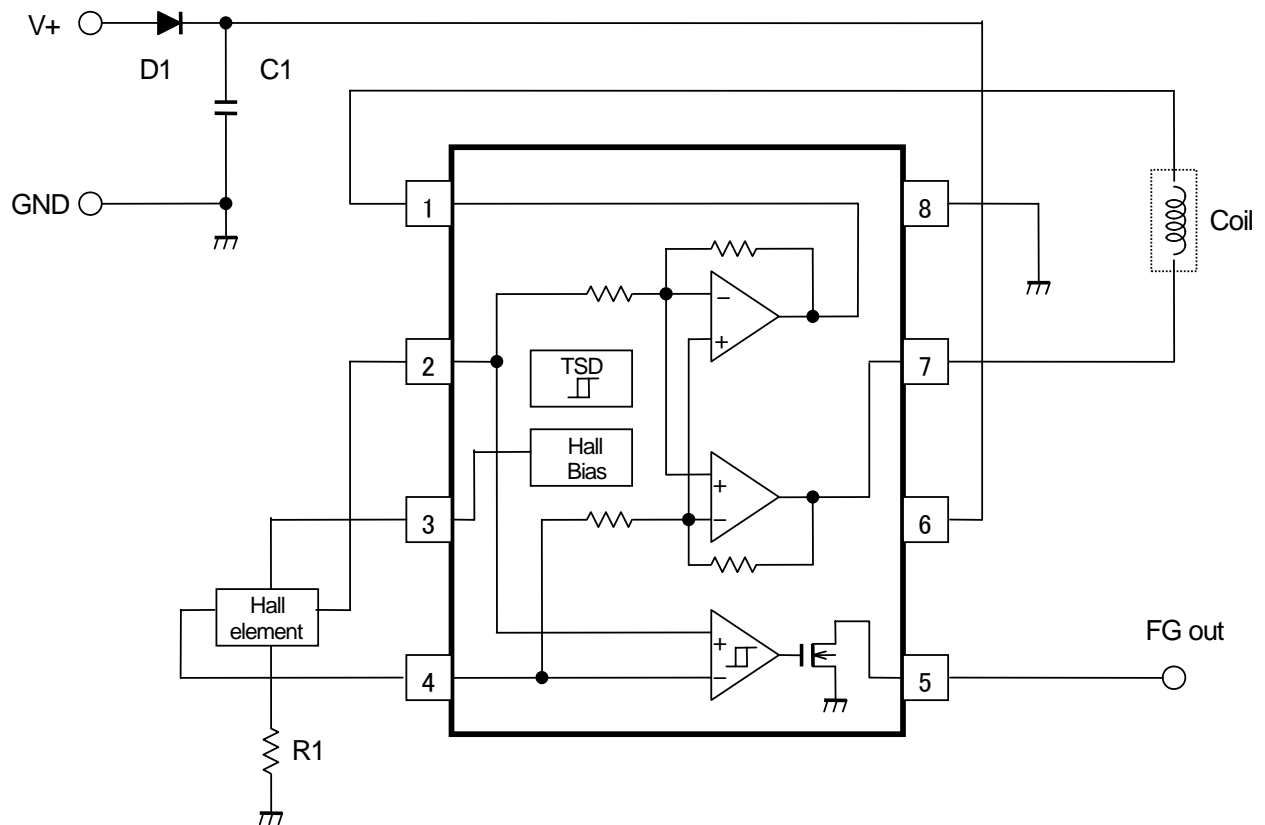 V+
D1
C1
GND
1
8
Coil
−
+
2
TSD
7
Hall
Bias
+
−
3
6
Hall
element
FG out
+
−
4
5
R1